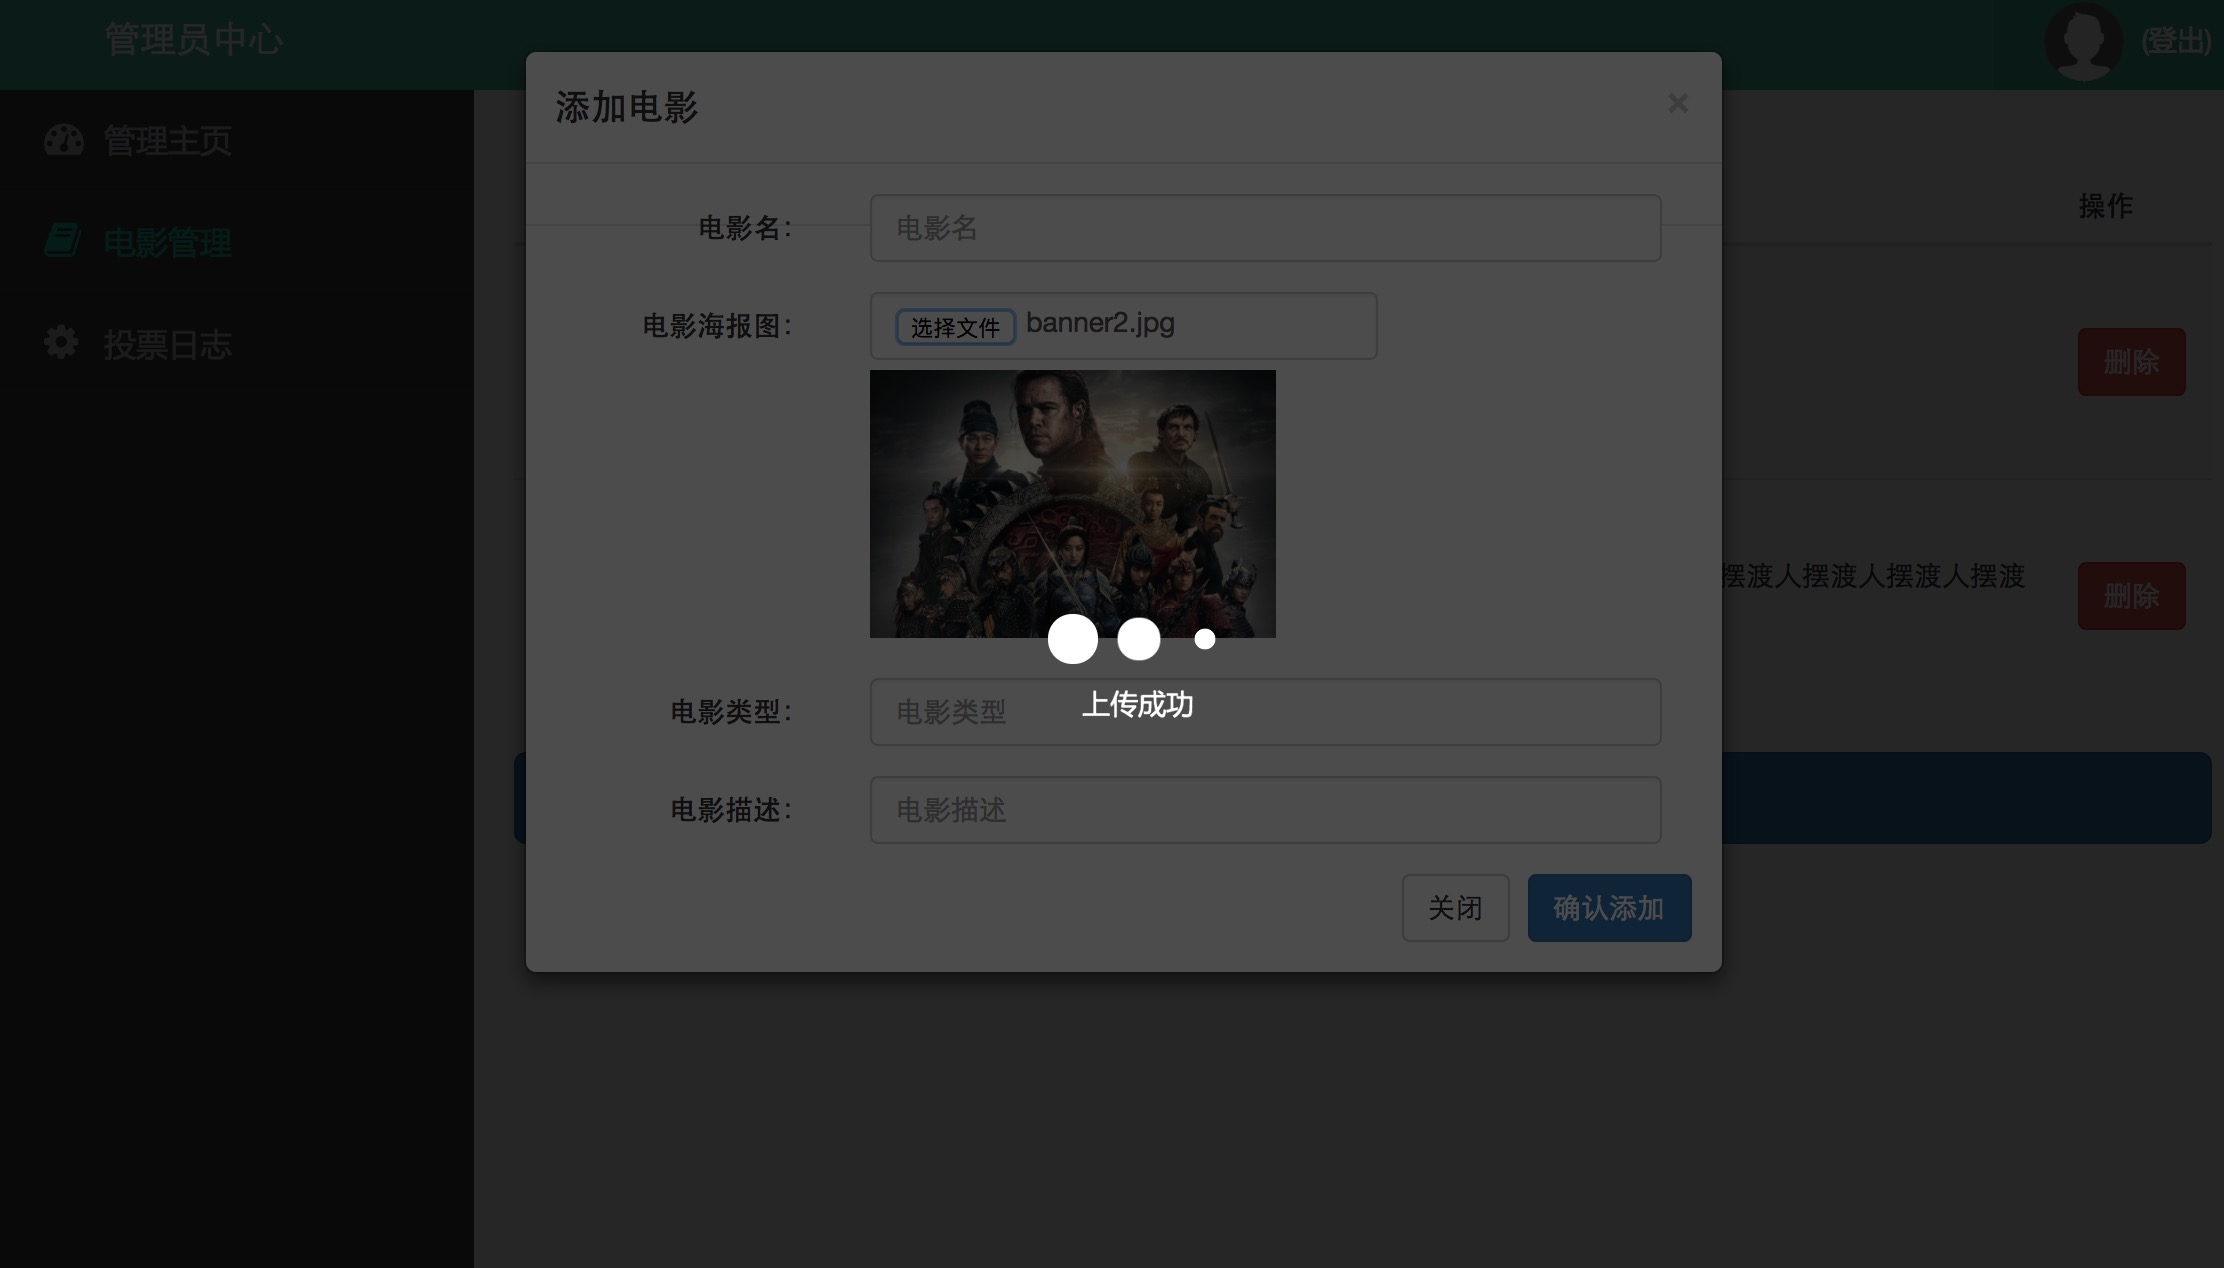 管理员中心
(登出)
管理主页
电影管理
投票日志
添加电影
×
操作
电影名：
电影名
电影海报图：
选择文件 banner2.jpg
删除
摆渡人摆渡人摆渡人摆渡
删除
上传成功
电影类型：
电影类型
电影描述：
电影描述
关闭
确认添加